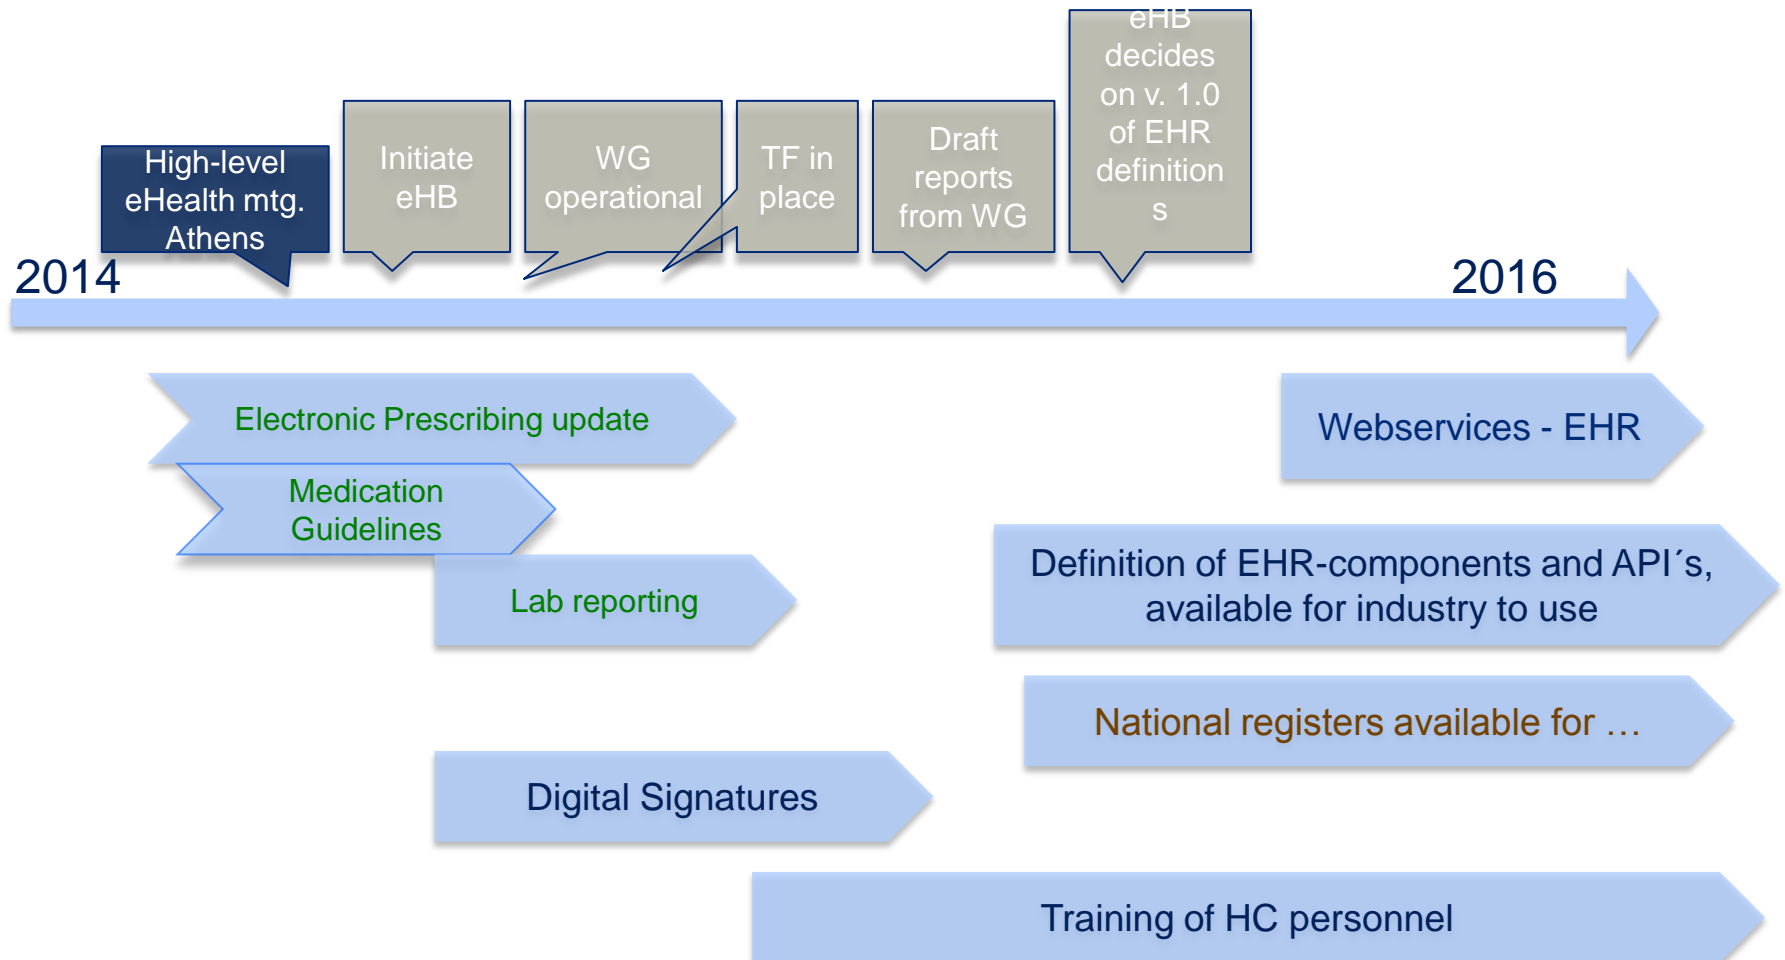 High-level
eHealth mtg.
Athens
Initiate
eHB
WG
operational
TF in
place
Draft
reports
from WG
eHB
decides
on v. 1.0
of EHR
definition
s
2014
2016
Electronic Prescribing update
Webservices - EHR
Medication
Guidelines
Definition of EHR-components and API´s,
available for industry to use
Lab reporting
National registers available for …
Digital Signatures
Training of HC personnel